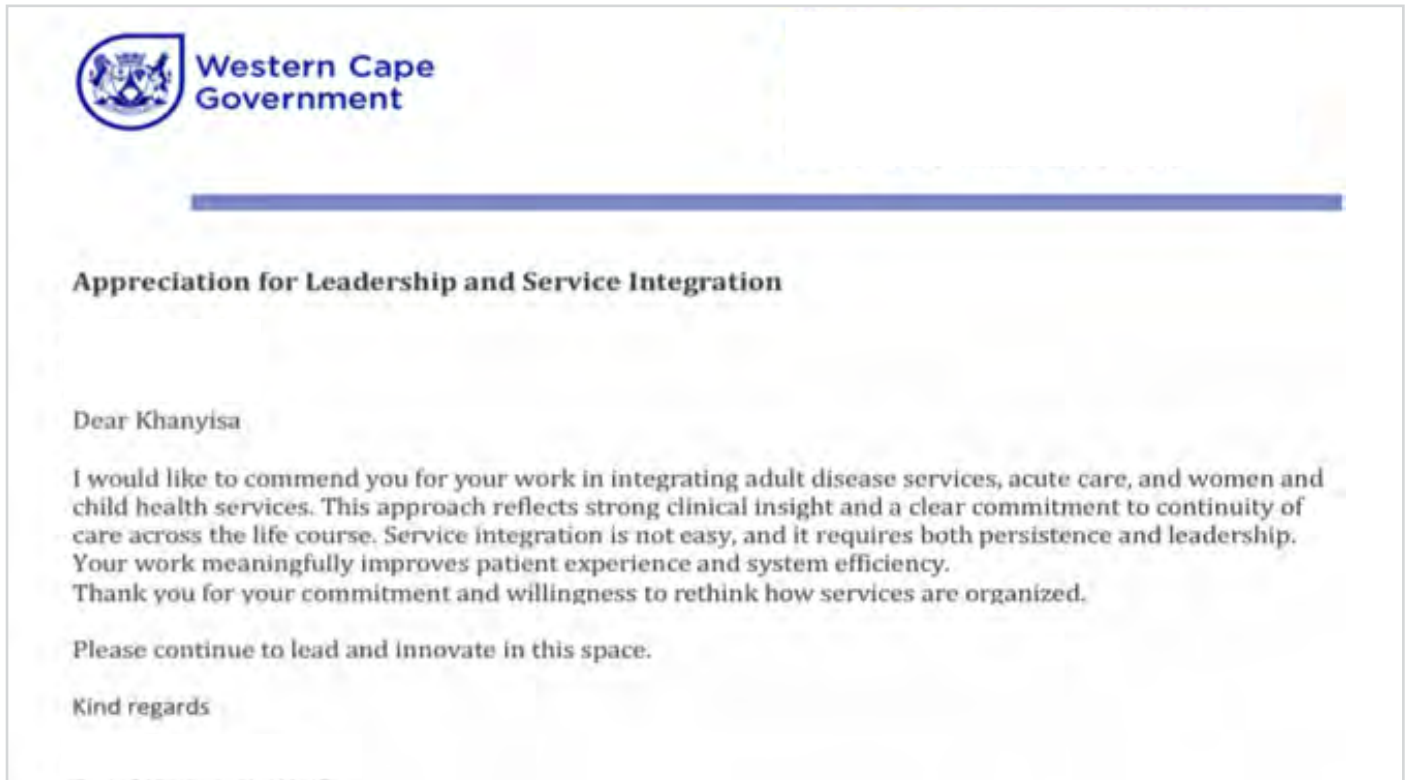 Western Cape
Government
Appreciation for Leadership and Service Integration
Dear Khanyisa
I would like to commend you for your work in integrating adult disease services, acute care, and women and
child health services. This approach reflects strong clinical insight and a clear commitment to continuity of
care across the life course. Service integration is not easy, and it requires both persistence and leadership.
Your work meaningfully improves patient experience and system efficiency.
Thank you for your commitment and willingness to rethink how services are organized.
Please continue to lead and innovate in this space.
Kind regards